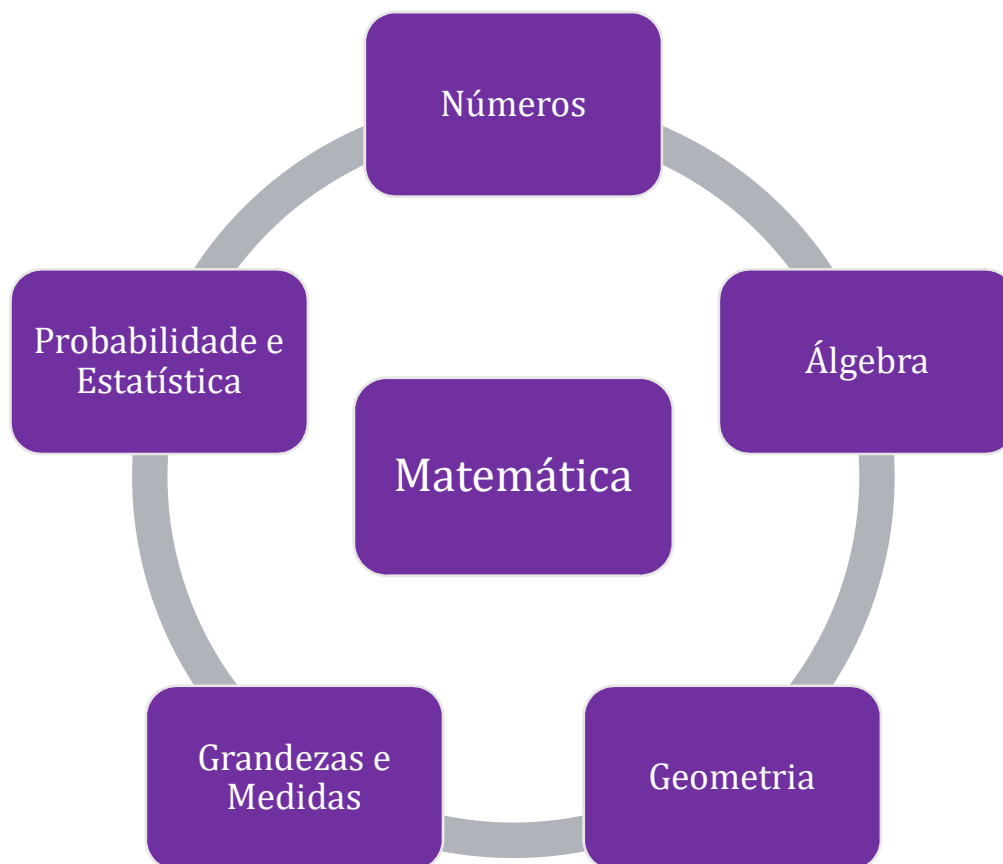 Números
Álgebra
Geometria
Grandezas e
Medidas
Probabilidade e
Estatística
Matemática